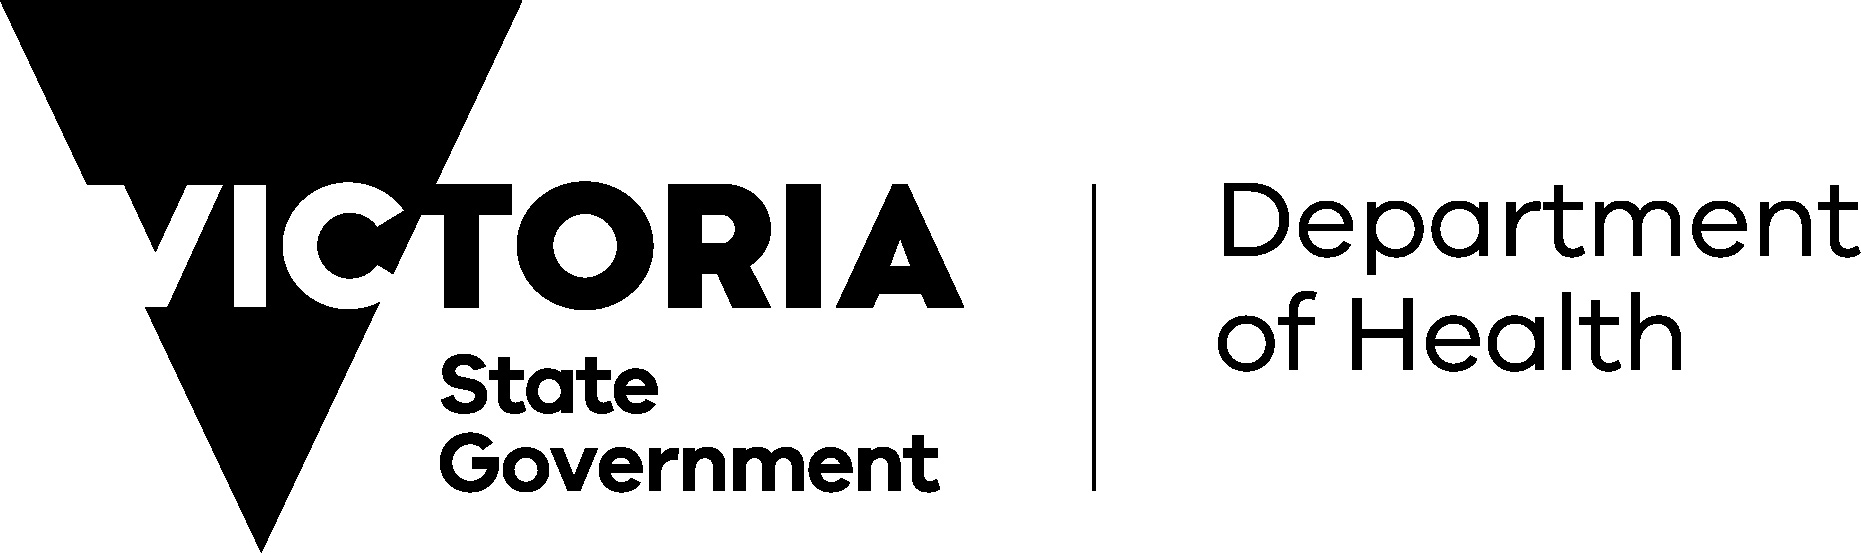 VICTORIA
State
Government
Department
of Health